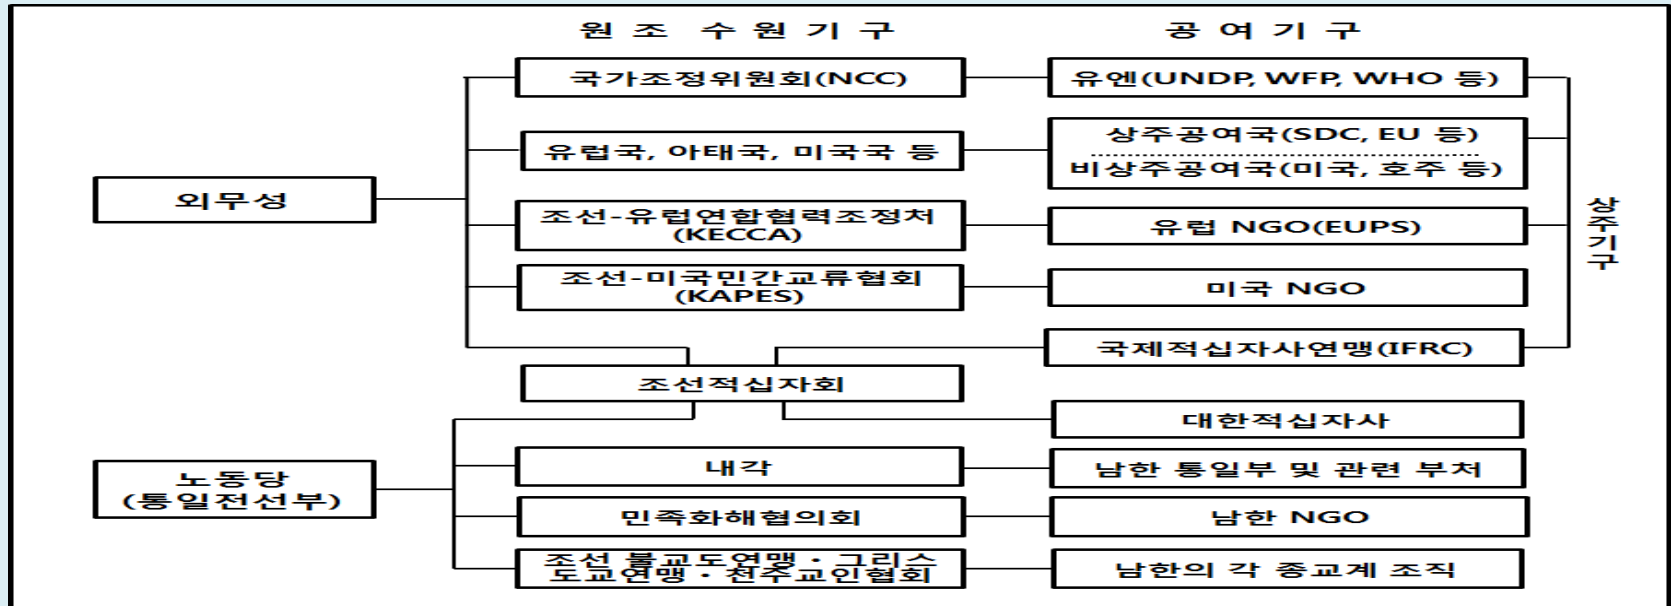 원조 수원기구
공여기구
국가조정위원회(NCC)
유엔(UNDP, WFP, WHO 등)
유럽국, 아태국, 미국국 등
상주공여국(SDC, EU 등)
비상주공여국(미국, 호주 등)
외무성
조선-유럽연합협력조정처
(KECCA)
유럽 NGO(EUPS)
상주기구
조선-미국민간교류협회
(KAPES)
미국 NGO
국제적십자사연맹(IFRC)
조선적십자회
대한적십자사
노동당
(통일전선부)
내각
남한 통일부 및 관련 부처
민족화해협의회
남한 NGO
조선 불교도연맹·그리스
도교연맹·천주교인협회
남한의 각 종교계 조직